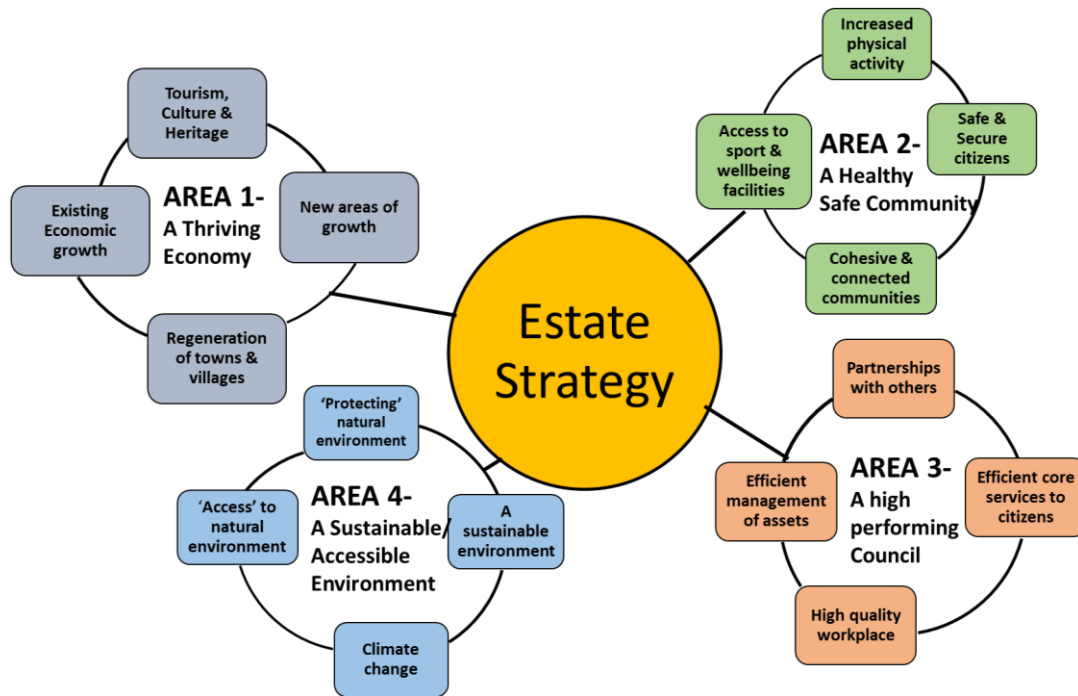 Tourism,
Culture &
Heritage
Existing
Economic
growth
AREA 1-
A Thriving
Economy
New areas of
growth
Regeneration
of towns &
villages
Increased
physical
activity
Access to
sport &
wellbeing
facilities
AREA 2-
A Healthy
Safe Community
Safe &
Secure
citizens
Cohesive &
connected
communities
Estate
Strategy
'Protecting'
natural
environment
'Access' to
natural
environment
AREA 4-
A Sustainable/
Accessible
Environment
A
sustainable
environment
Climate
change
Partnerships
with others
Efficient
management
of assets
AREA 3-
A high
performing
Council
Efficient core
services to
citizens
High quality
workplace